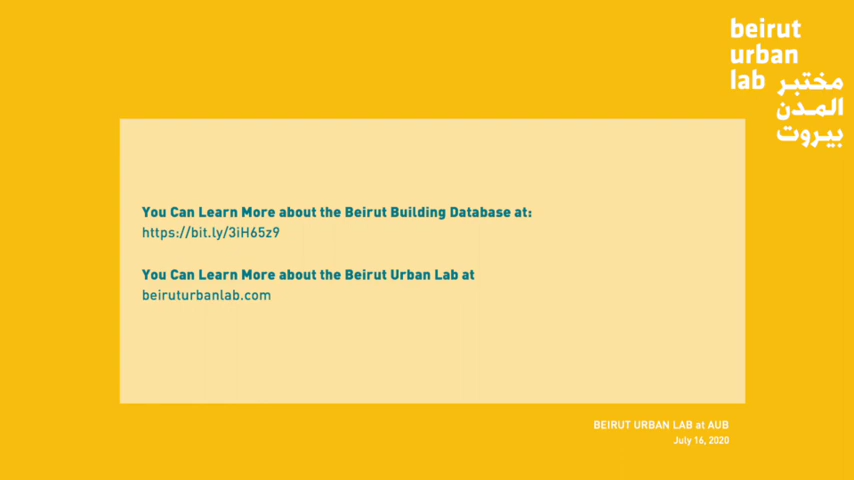 beirut
urban
lab مختبر
المدن
بيروت
You Can Learn More about the Beirut Building Database at:
https://bit.ly/3iH65z9
You Can Learn More about the Beirut Urban Lab at
beiruturbanlab.com
BEIRUT URBAN LAB at AUB
July 16, 2020